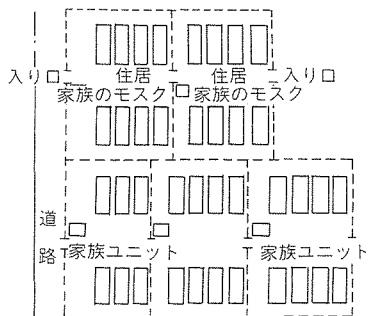 入り口 住居 住居 入り口
家族のモスク 家族のモスク
道路
家族ユニット 家族ユニット